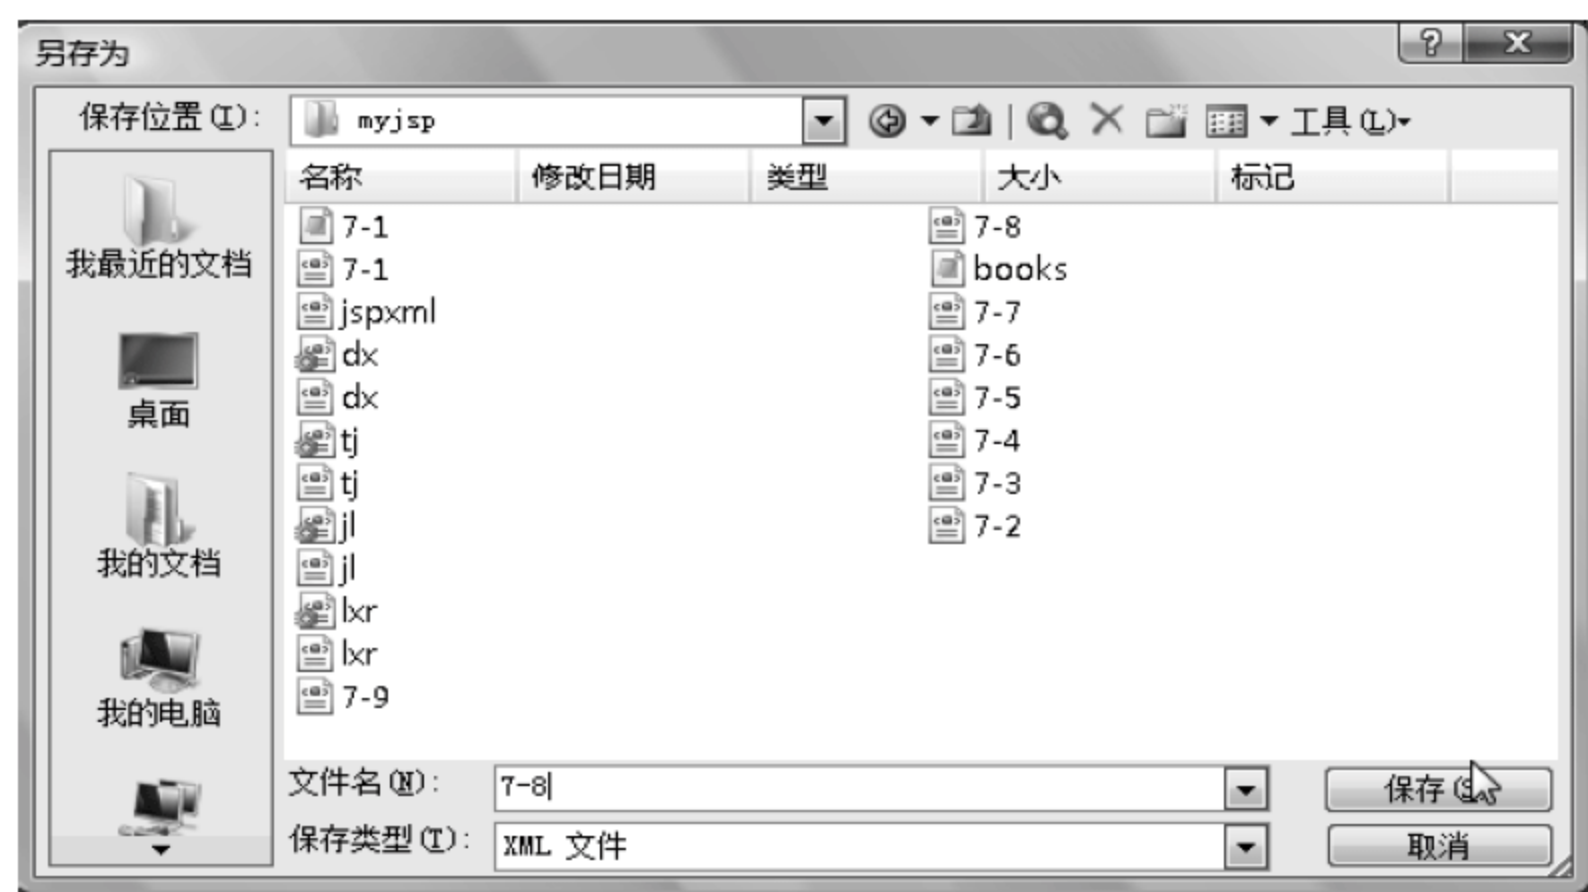 另存为
保存位置(I): myjsp 工具(L)
名称 修改日期 类型 大小 标记
我最近的文档
桌面
我的文档
我的电脑
7-1
7-1
jspxml
dx
dx
tj
tj
jl
jl
lxr
lxr
7-9
7-8
books
7-7
7-6
7-5
7-4
7-3
7-2
文件名(N): 7-8 保存(S)
保存类型(T): XML 文件 取消